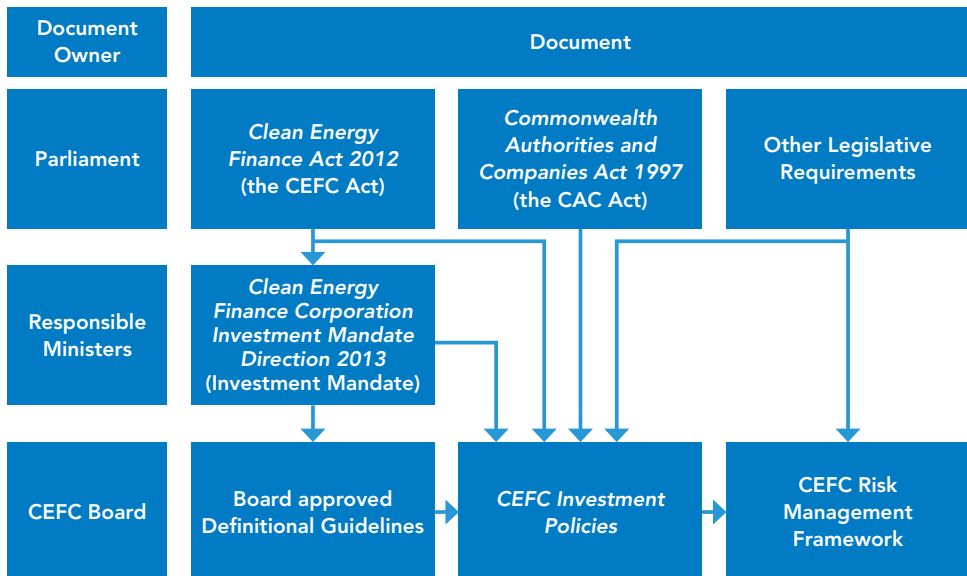 Document
Owner
Document
Parliament
Clean Energy
Finance Act 2012
(the CEFC Act)
Commonwealth
Authorities and
Companies Act 1997
(the CAC Act)
Other Legislative
Requirements
Responsible
Ministers
Clean Energy
Finance Corporation
Investment Mandate
Direction 2013
(Investment Mandate)
CEFC Board
Board approved
Definitional Guidelines
CEFC Investment
Policies
CEFC Risk
Management
Framework